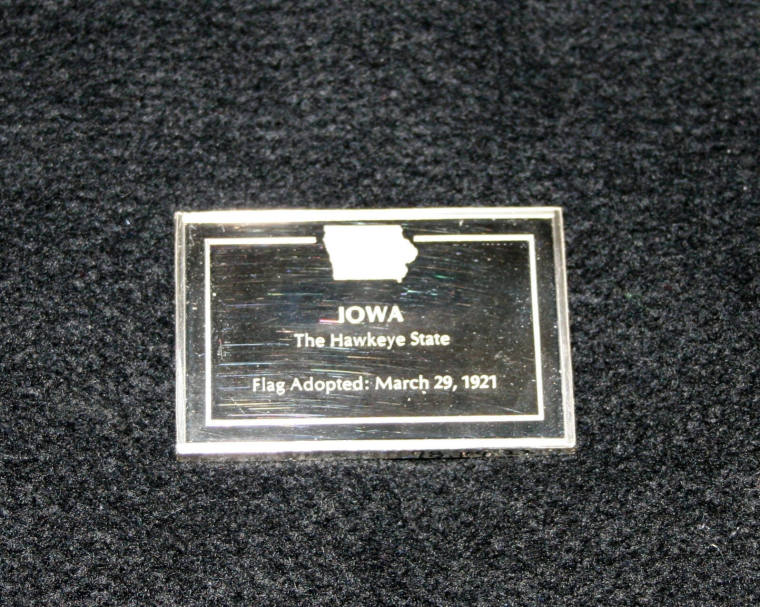 IOWA
The Hawkeye State
Flag Adopted: March 29, 1921